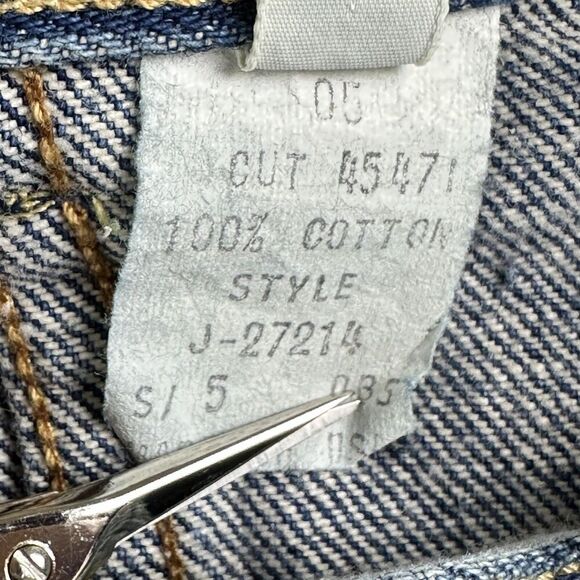 05
CUT 45471
100% COTTON
STYLE
J-27214
S/ 5 085